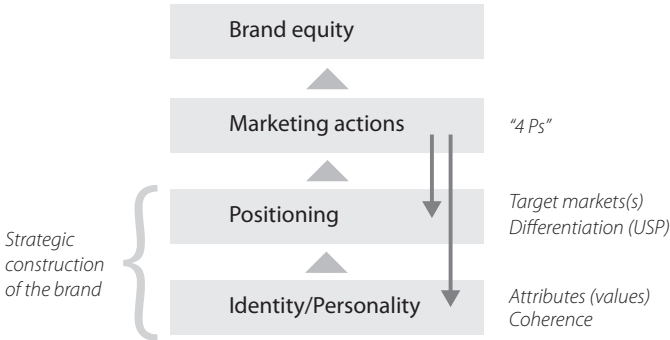 Brand equity
Marketing actions
“4 Ps”
Positioning
Target markets(s)
Differentiation (USP)
Strategic
construction
of the brand
Identity/Personality
Attributes (values)
Coherence